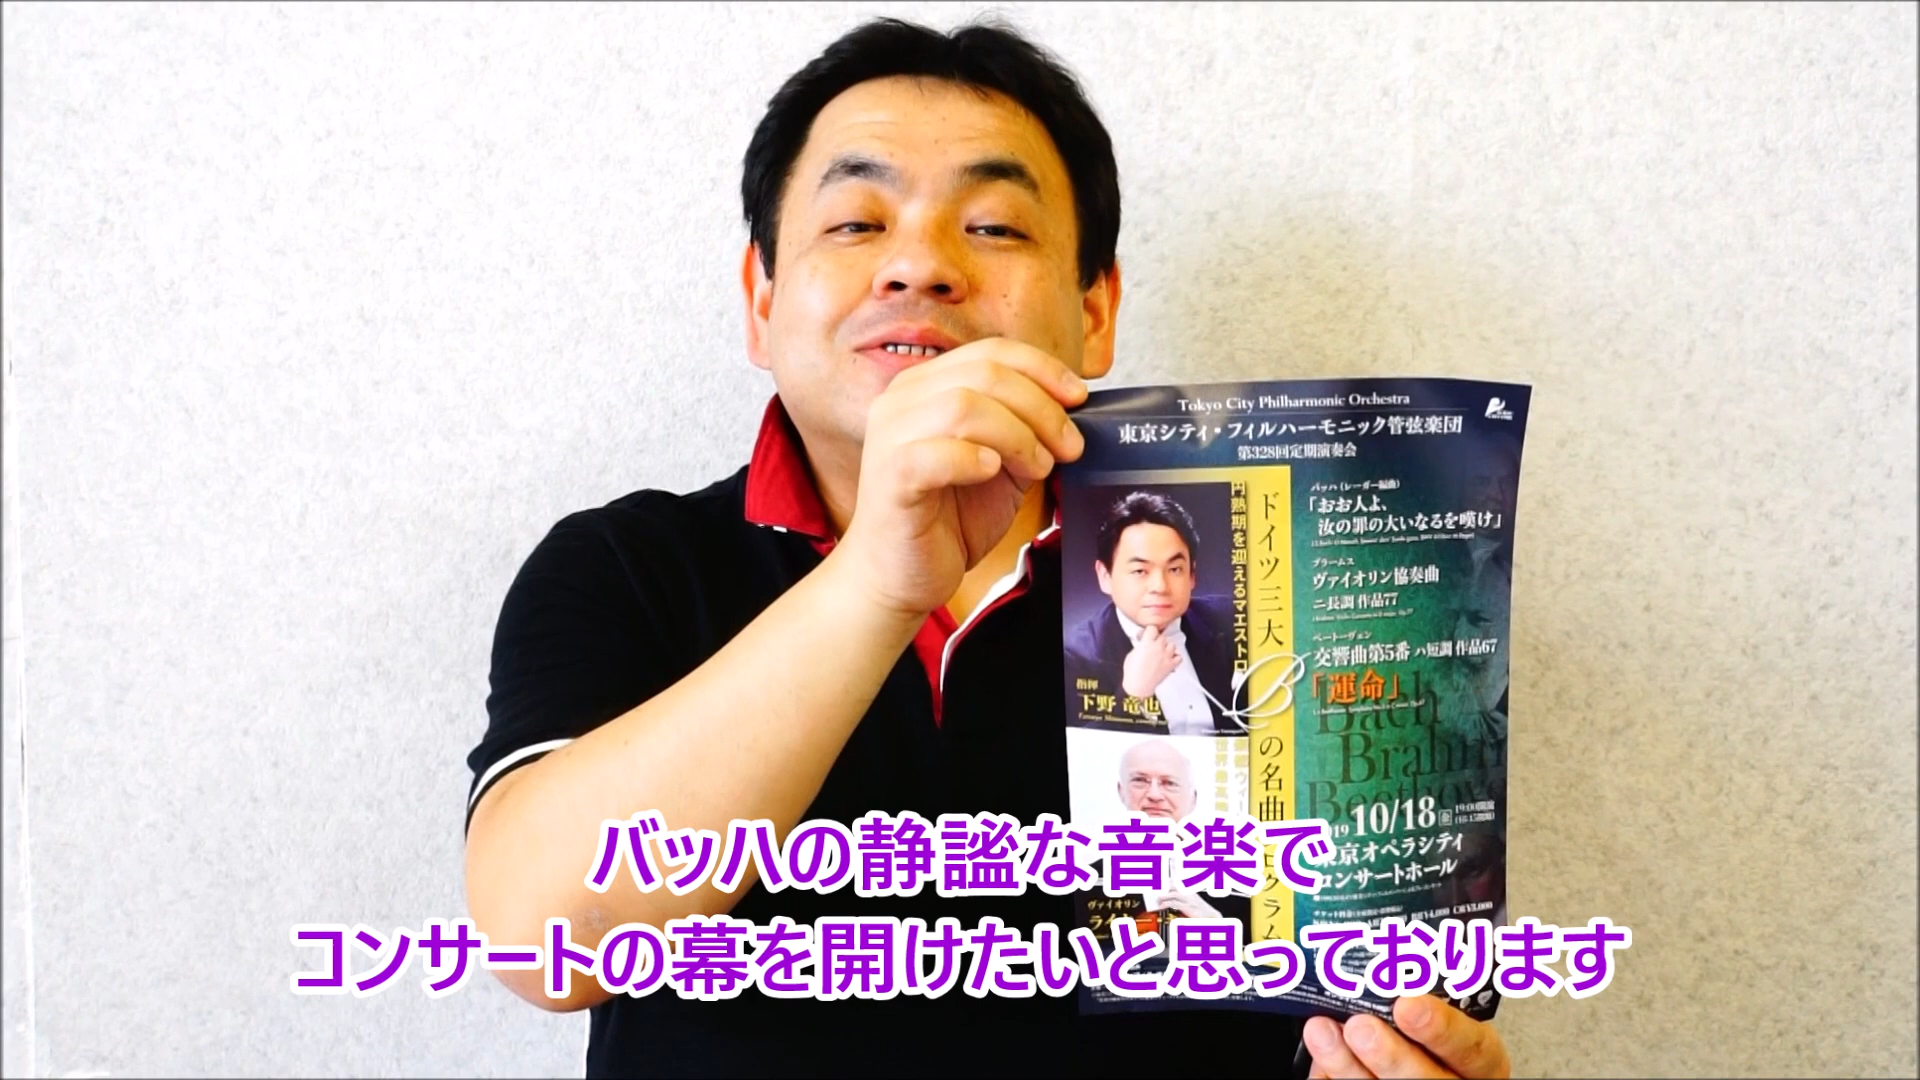 Tokyo City Philharmonic Orchestra
東京シティ・フィルハーモニック管弦楽団
第328回定期演奏会
円熟期を迎えるマエストロ
ドイツ三大
B
の名曲
指揮
下野 竜也
バッハ(レーガー編曲)
「おお人よ、
汝の罪の大いなるを嘆け」
ブラームス
ヴァイオリン協奏曲
ニ長調 作品77
ベートーヴェン
交響曲第5番 ハ短調 作品67
「運命」
Bach
Brahm
Beethov
10/18
19:00開演
東京オペラシティ
コンサートホール
ヴァイオリン
バッハの静謐な音楽で
コンサートの幕を開けたいと思っております